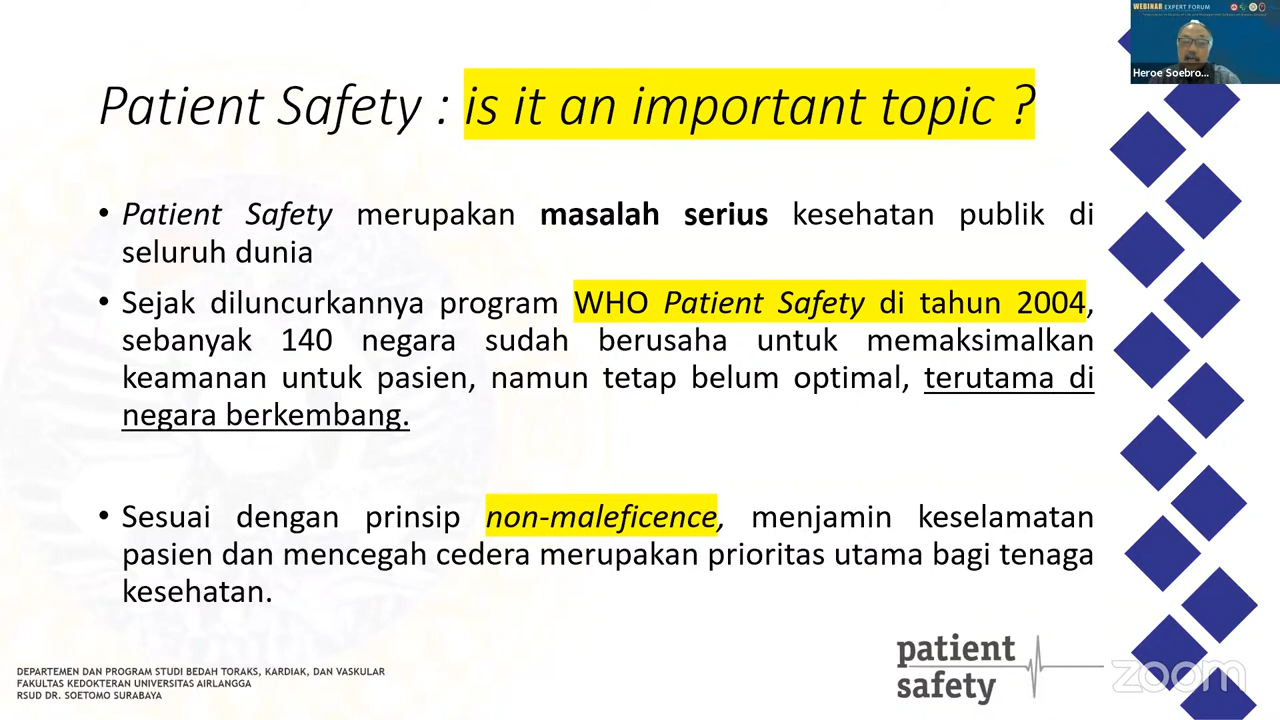 WEBINAR EXPERT FORUM
Heroe Soebro...
Patient Safety : is it an important topic ?
• Patient Safety merupakan masalah serius kesehatan publik di
seluruh dunia
• Sejak diluncurkannya program WHO Patient Safety di tahun 2004,
sebanyak 140 negara sudah berusaha untuk memaksimalkan
keamanan untuk pasien, namun tetap belum optimal, terutama di
negara berkembang.
• Sesuai dengan prinsip non-maleficence, menjamin keselamatan
pasien dan mencegah cedera merupakan prioritas utama bagi tenaga
kesehatan.
patient
safety
zoom
DEPARTEMEN DAN PROGRAM STUDI BEDAH TORAKS, KARDIAK, DAN VASKULAR
FAKULTAS KEDOKTERAN UNIVERSITAS AIRLANGGA
RSUD DR. SOETOMO SURABAYA